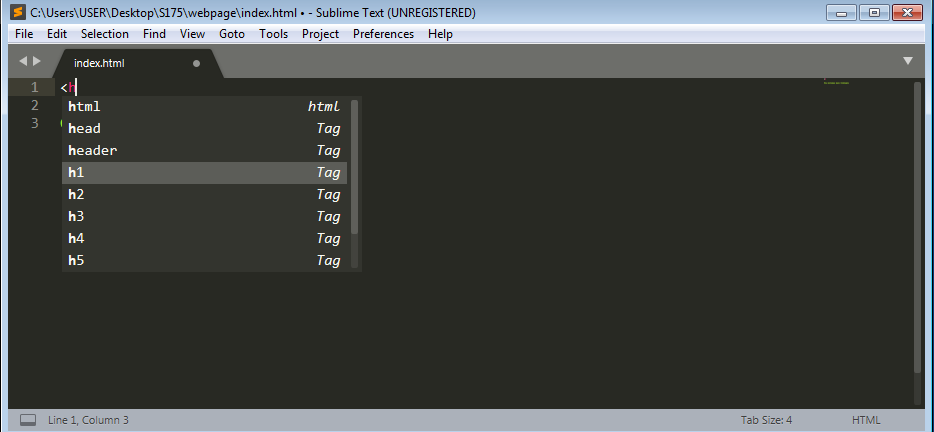 C:\Users\USER\Desktop\S175\webpage\index.html • - Sublime Text (UNREGISTERED)
File Edit Selection Find View Goto Tools Project Preferences Help
index.html
1 <h
2
3
html html
head Tag
header Tag
h1 Tag
h2 Tag
h3 Tag
h4 Tag
h5 Tag
Line 1, Column 3 Tab Size: 4 HTML